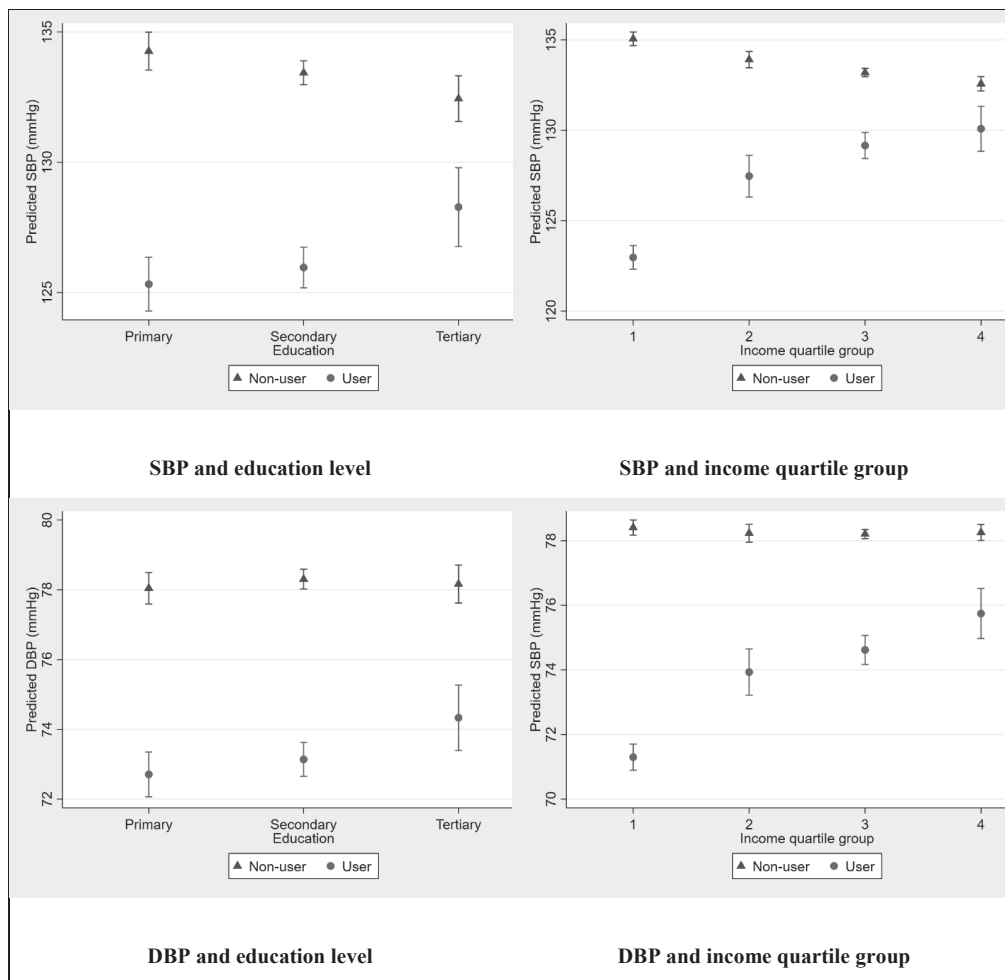 Predicted SBP (mmHg)
135
130
125
Primary
Secondary
Tertiary
Education
Non-user
User
Predicted SBP (mmHg)
135
130
125
120
1
2
3
4
Income quartile group
Non-user
User
SBP and education level
SBP and income quartile group
Predicted DBP (mmHg)
80
78
76
74
72
Primary
Secondary
Tertiary
Education
Non-user
User
Predicted SBP (mmHg)
78
76
74
72
70
1
2
3
4
Income quartile group
Non-user
User
DBP and education level
DBP and income quartile group